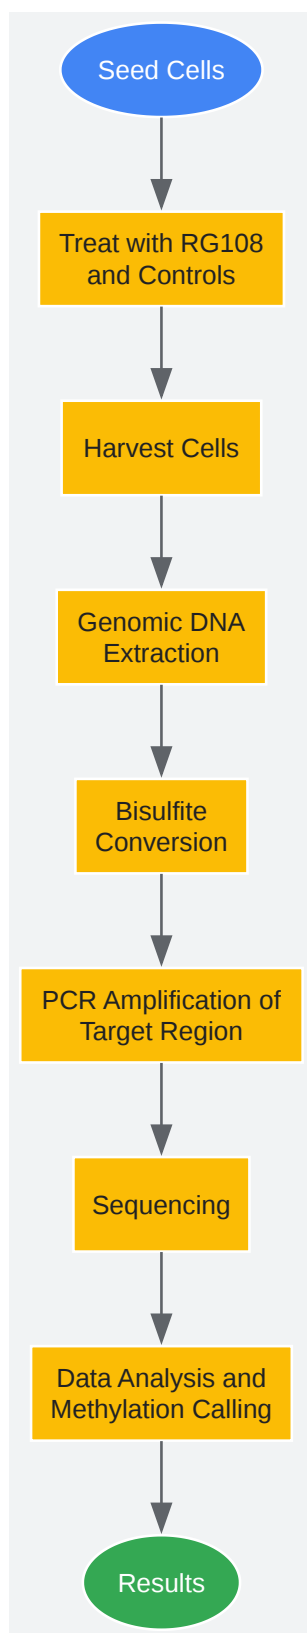 Seed Cells
Treat with RG108
and Controls
Harvest Cells
Genomic DNA
Extraction
Bisulfite
Conversion
PCR Amplification of
Target Region
Sequencing
Data Analysis and
Methylation Calling
Results